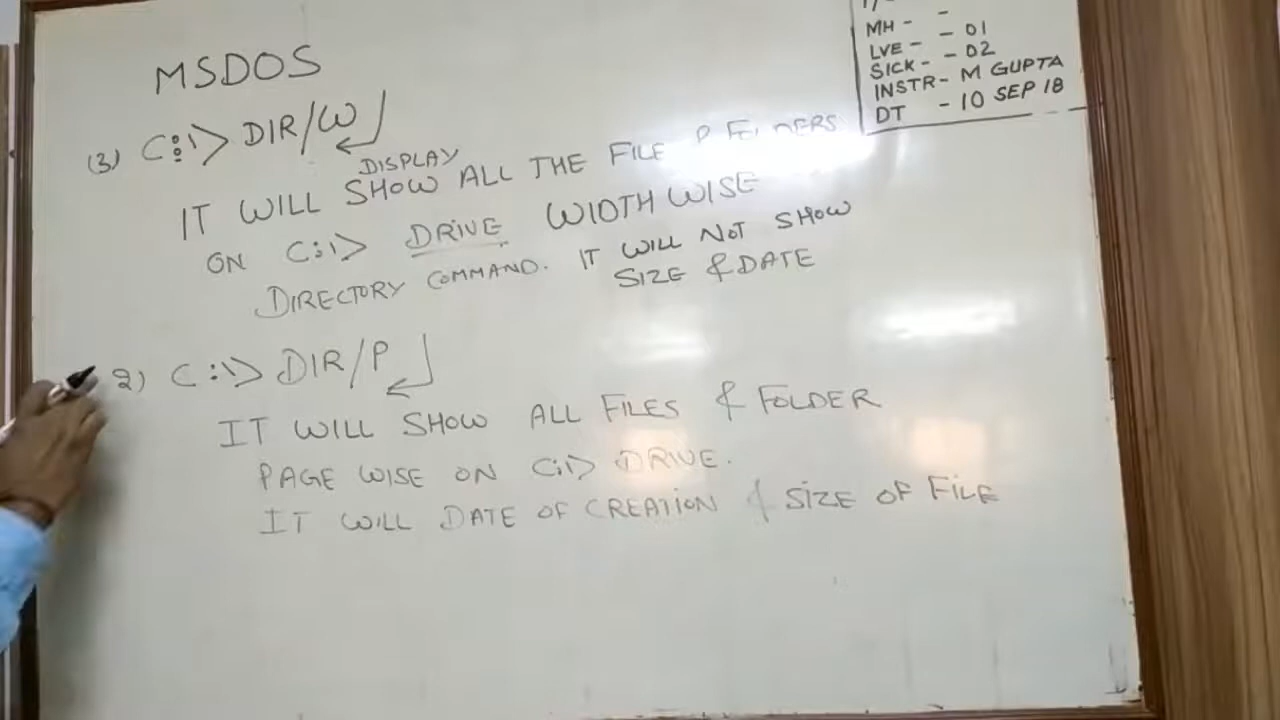 MSDOS
(3) C:\> DIR/W
DISPLAY
IT WILL SHOW ALL THE FILE
ON C:\> DRIVE WIDTH WISE
DIRECTORY COMMAND. IT WILL NOT SHOW
SIZE & DATE
2) C:\> DIR/P
IT WILL SHOW ALL FILES & FOLDER
PAGE WISE ON C:\> DRIVE.
IT WILL DATE OF CREATION & SIZE OF FILE
MH - -
LVE - - 01
SICK - - 02
INSTR - M GUPTA
DT - 10 SEP 18